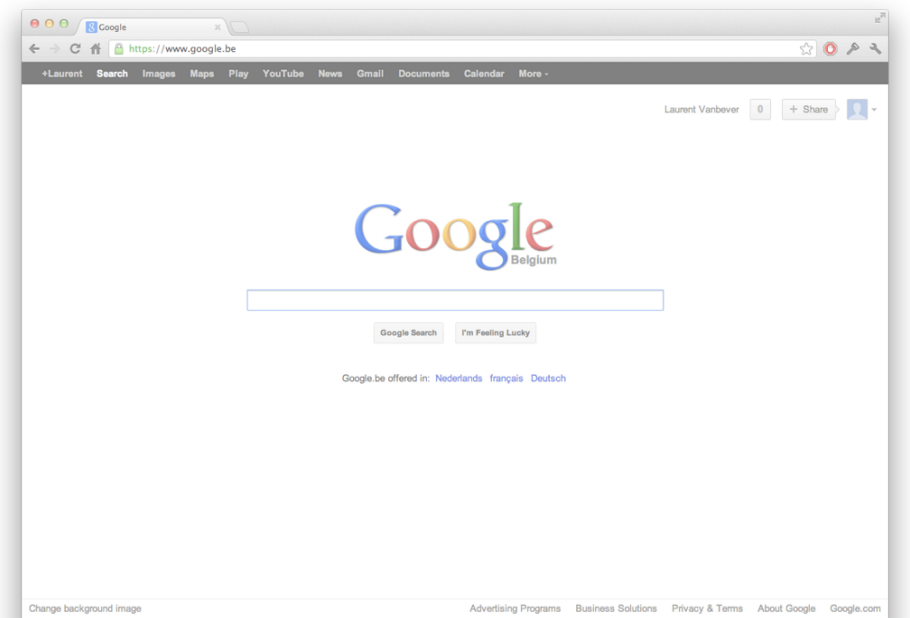 Google
https://www.google.be
+Laurent Search Images Maps Play YouTube News Gmail Documents Calendar More
Laurent Vanbever 0 + Share
Google
Belgium
Google Search I'm Feeling Lucky
Google.be offered in: Nederlands français Deutsch
Change background image Advertising Programs Business Solutions Privacy & Terms About Google Google.com